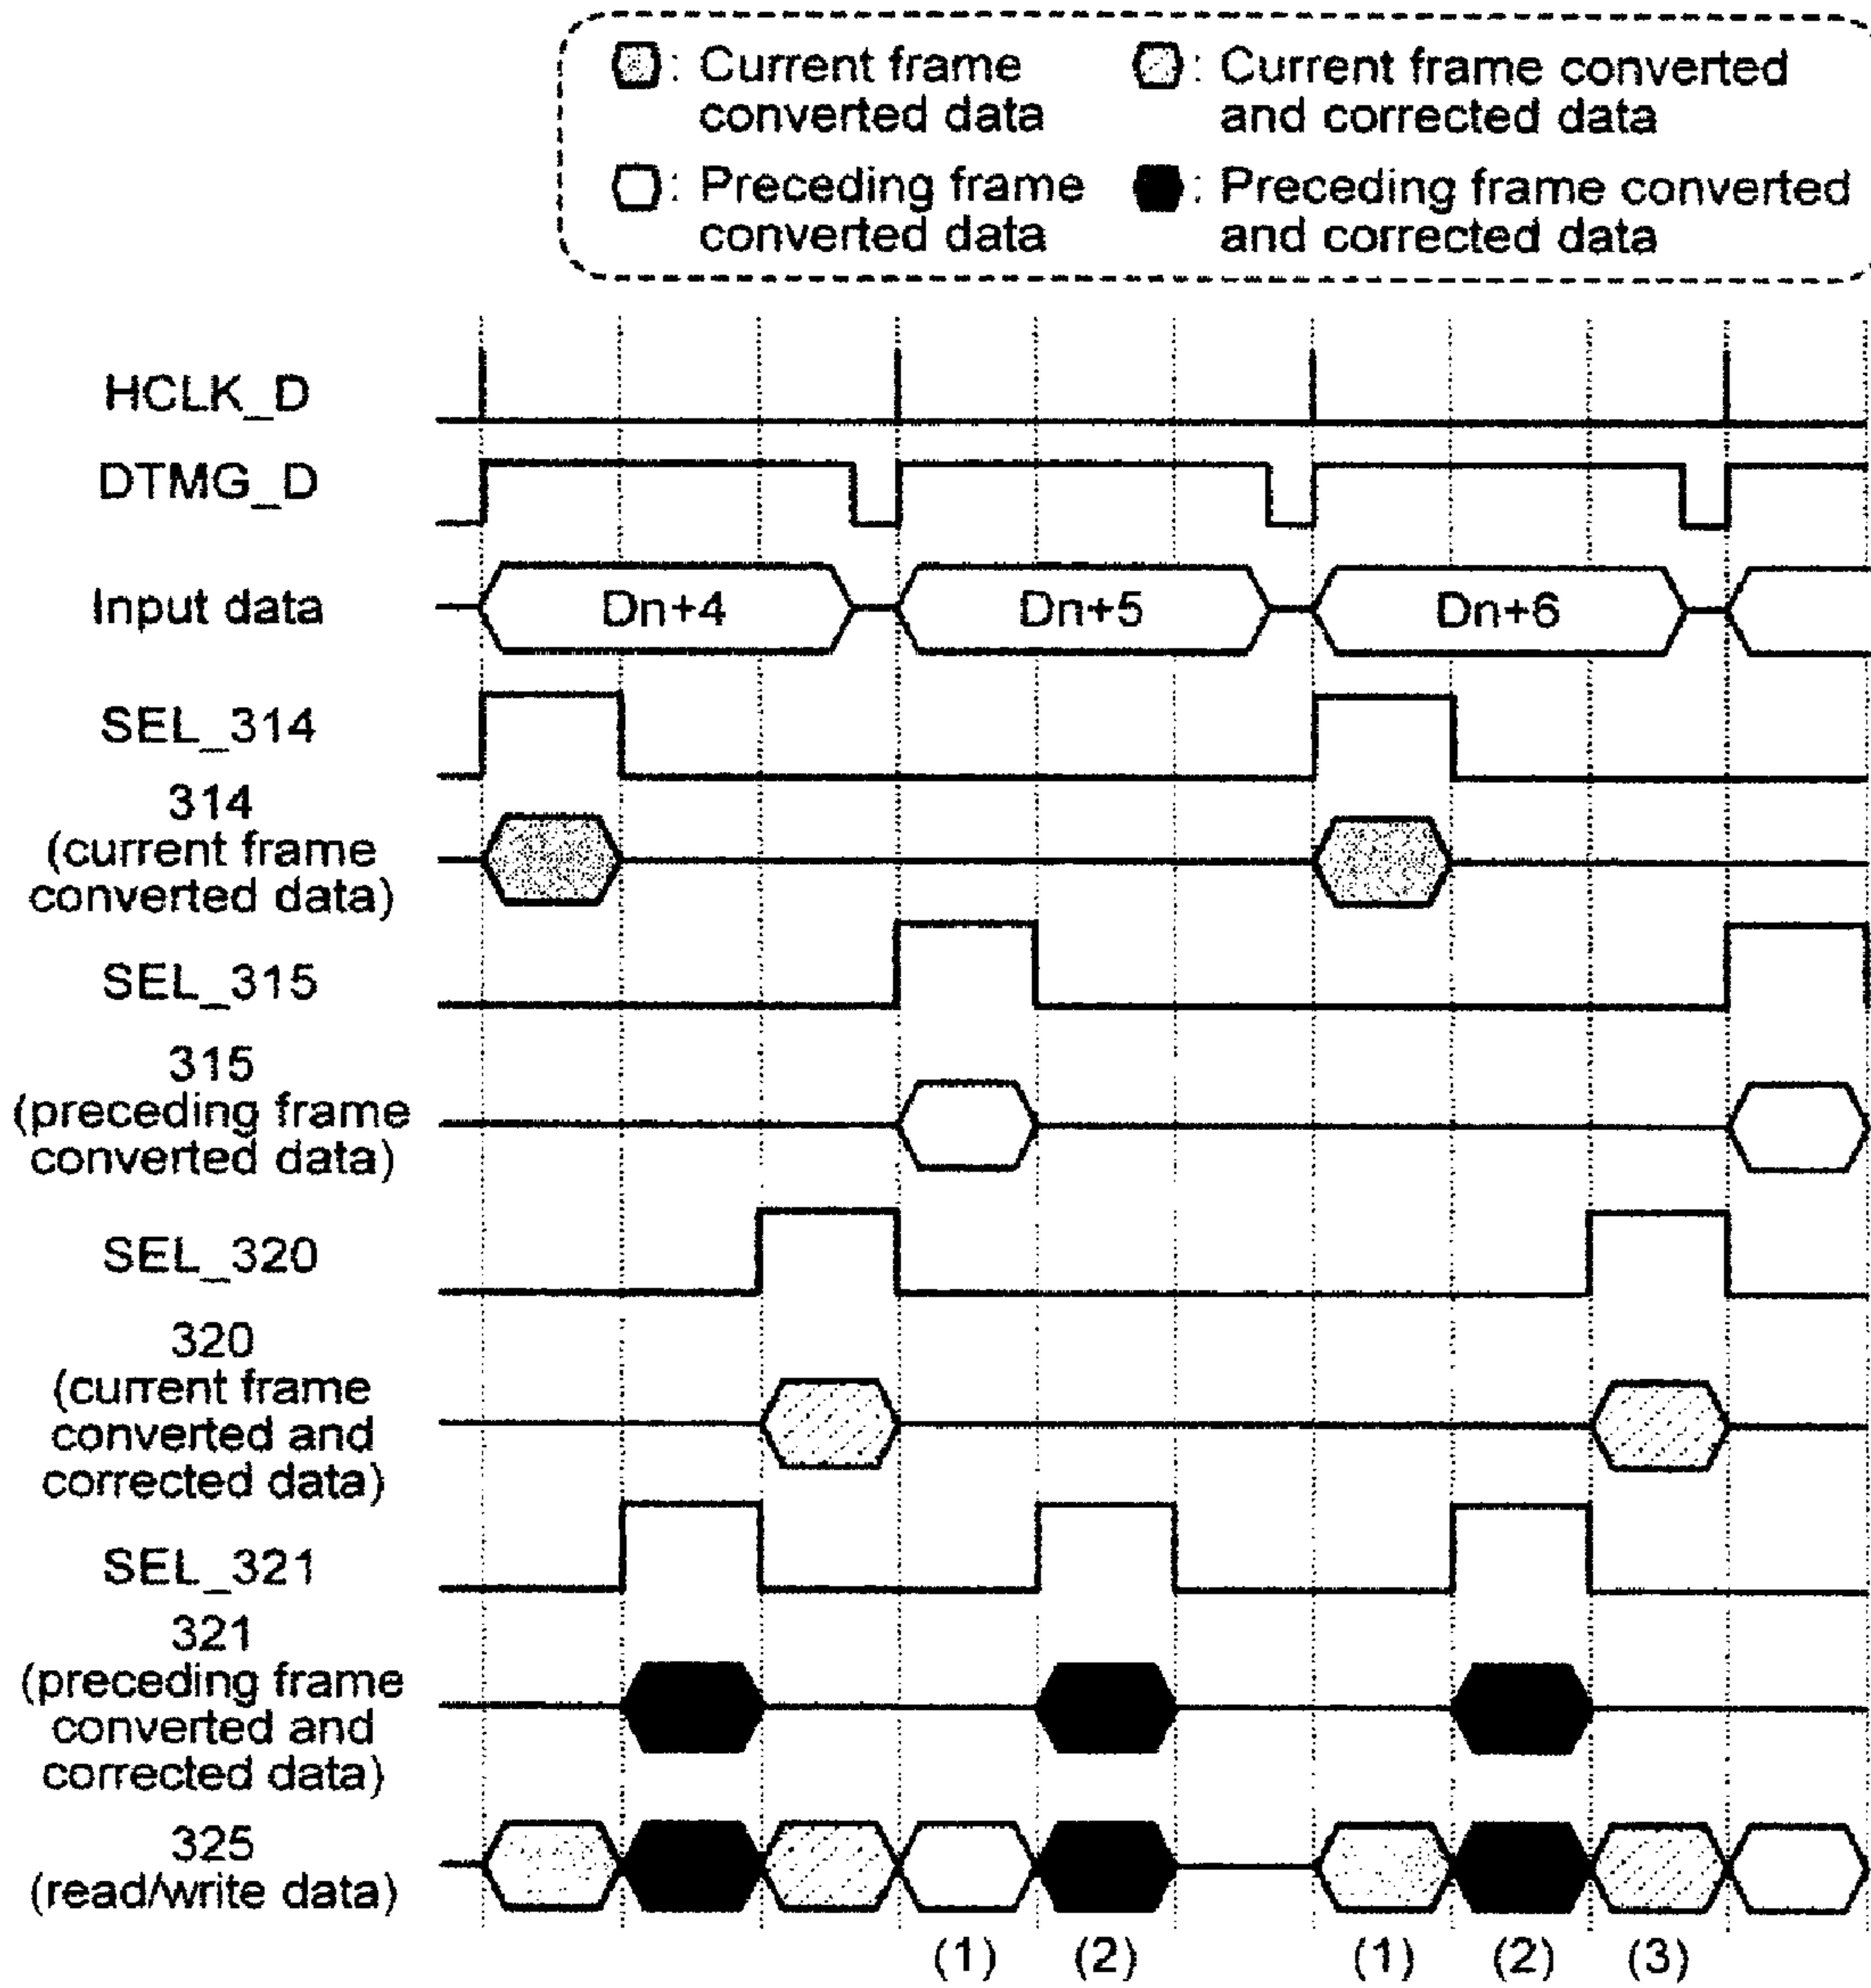 : Current frame
converted data
: Current frame converted
and corrected data
: Preceding frame
converted data
: Preceding frame converted
and corrected data
HCLK_D
DTMG_D
Input data
Dn+4
Dn+5
Dn+6
SEL_314
314
(current frame
converted data)
SEL_315
315
(preceding frame
converted data)
SEL_320
320
(current frame
converted and
corrected data)
SEL_321
321
(preceding frame
converted and
corrected data)
325
(read/write data)
(1) (2) (1) (2) (3)